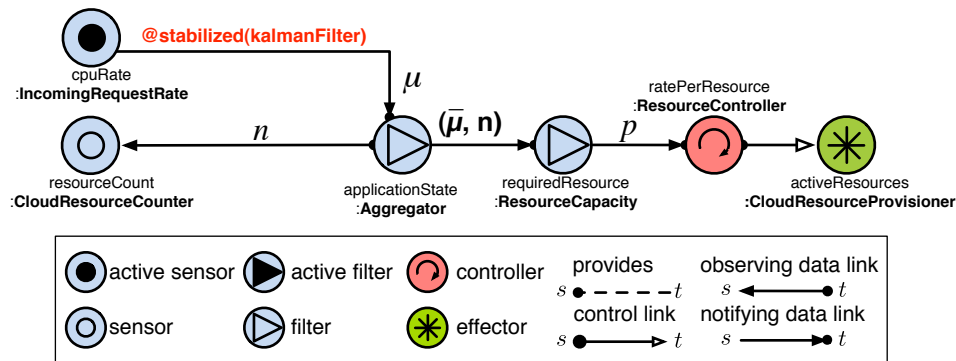 @stabilized(kalmanFilter)
cpuRate
:IncomingRequestRate
μ
ratePerResource
:ResourceController
n
(μ̅, n)
p
resourceCount
:CloudResourceCounter
applicationState
:Aggregator
requiredResource
:ResourceCapacity
activeResources
:CloudResourceProvisioner
active sensor
active filter
controller
provides
s t
observing data link
s t
sensor
filter
effector
control link
s t
notifying data link
s t